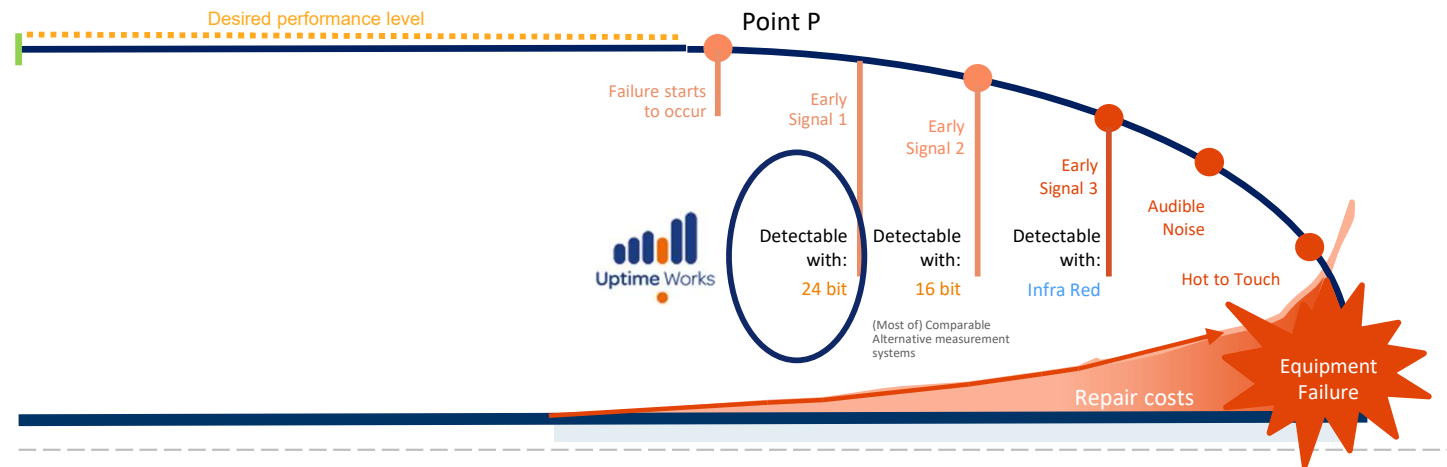 Desired performance level
Point P
Failure starts
to occur
Early
Signal 1
Early
Signal 2
Early
Signal 3
Audible
Noise
Hot to Touch
Uptime Works
Detectable
with:
24 bit
Detectable
with:
16 bit
(Most of) Comparable
Alternative measurement
systems
Detectable
with:
Infra Red
Repair costs
Equipment
Failure